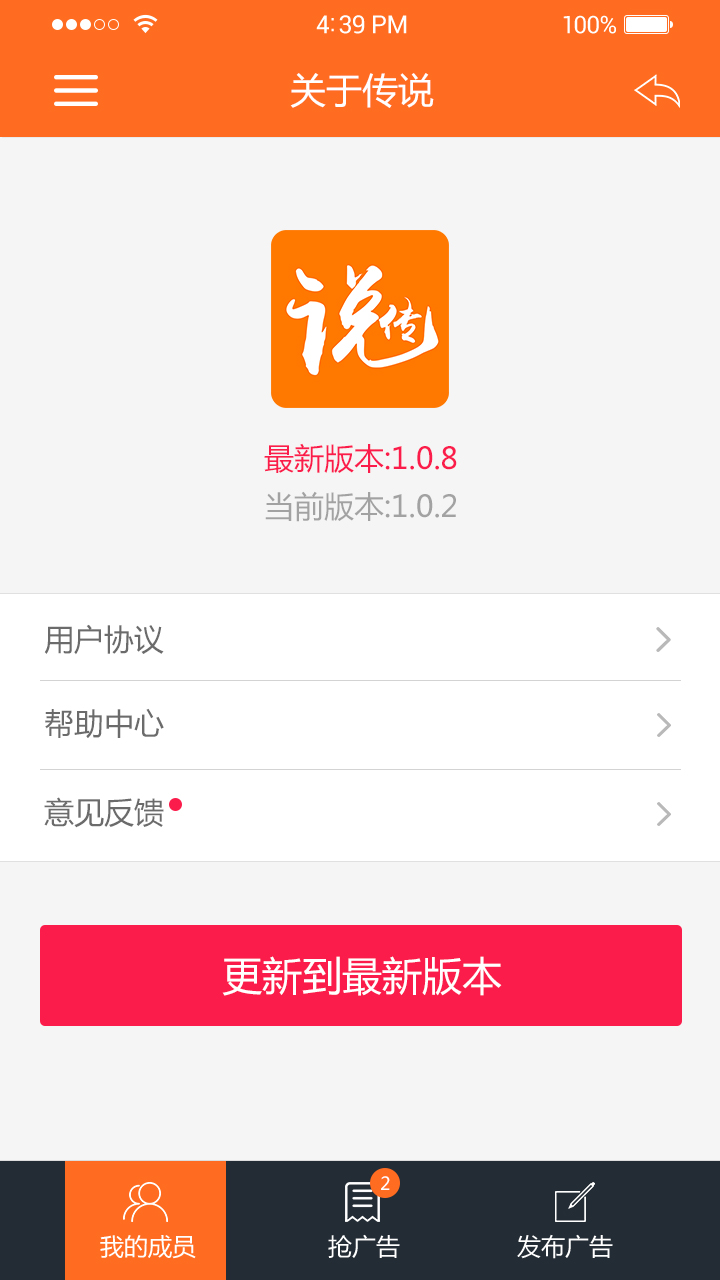 4:39 PM 100%
关于传说
说传
最新版本:1.0.8
当前版本:1.0.2
用户协议
帮助中心
意见反馈
更新到最新版本
2
我的成员 抢广告 发布广告